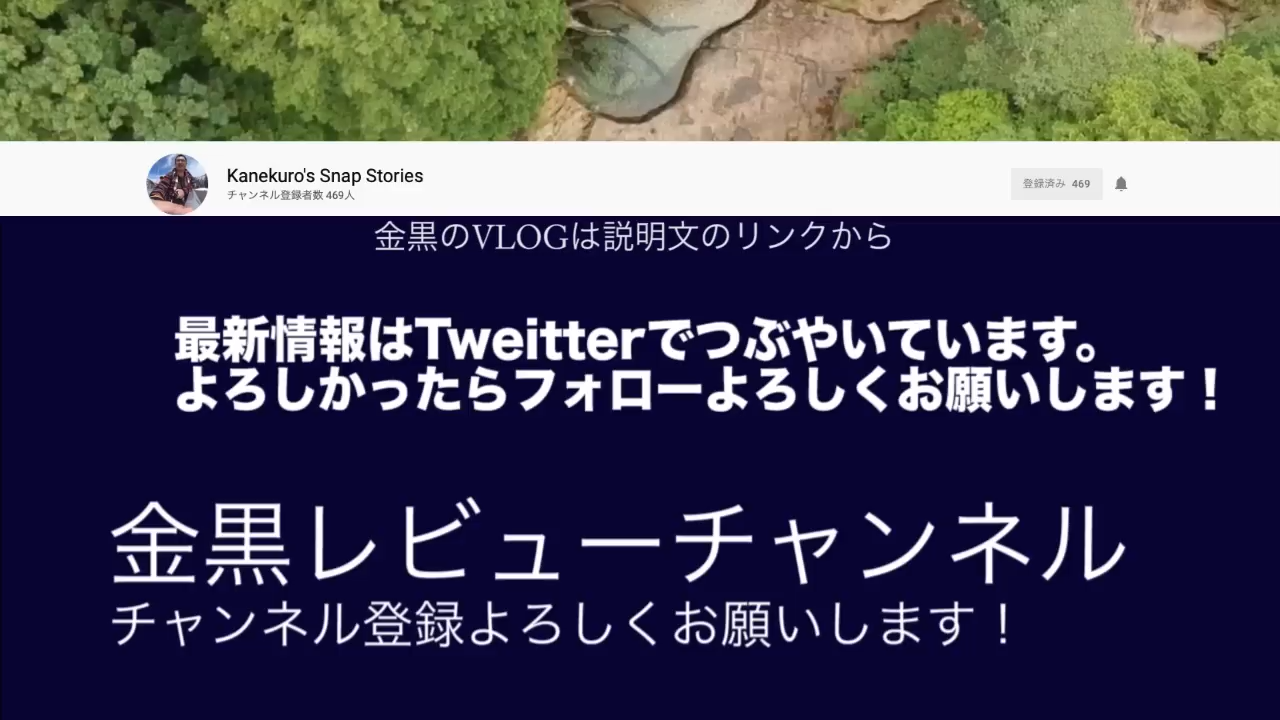 Kanekuro's Snap Stories
チャンネル登録者数 469人
登録済み 469
金黒のVLOGは説明文のリンクから
最新情報はTweitterでつぶやいています。
よろしかったらフォローよろしくお願いします！
金黒レビューチャンネル
チャンネル登録よろしくお願いします！